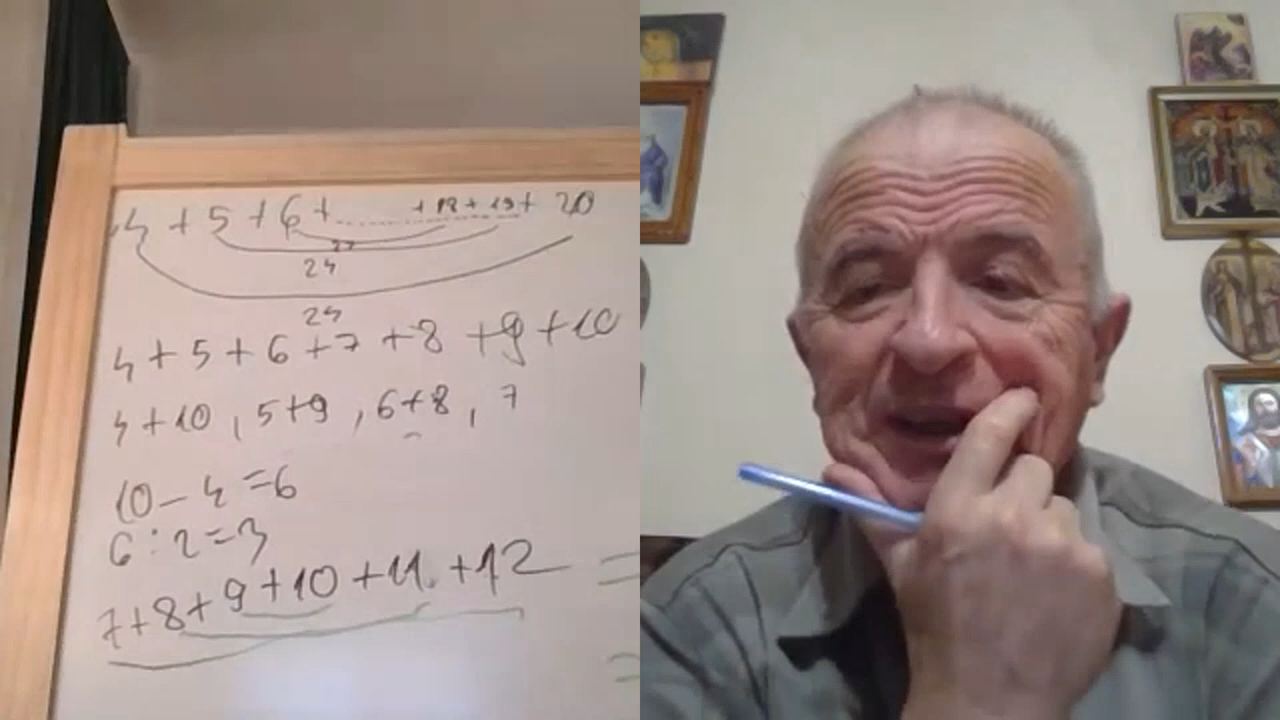 4 + 5 + 6 + ........ + 18 + 19 + 20
24
24
4 + 5 + 6 + 7 + 8 + 9 + 10
4 + 10 , 5 + 9 , 6 + 8 , 7
10 - 4 = 6
6 : 2 = 3
7 + 8 + 9 + 10 + 11 + 12 =
=